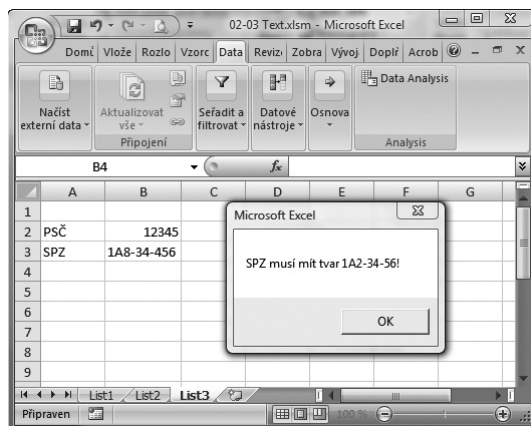 02-03 Text.xlsm - Microsoft Excel
Domů Vlože Rozlo Vzorc Data Reviz Zobra Vývoj Doplň Acrob
Načíst externí data
Aktualizovat vše
Připojení
Seřadit a filtrovat
Datové nástroje
Osnova
Data Analysis
Analysis
B4
fx
A B C D E F G
1
2 PSČ 12345
3 SPZ 1A8-34-456
4
5
6
7
8
9
Microsoft Excel
SPZ musí mít tvar 1A2-34-56!
OK
List1 List2 List3
Připraven 100 %